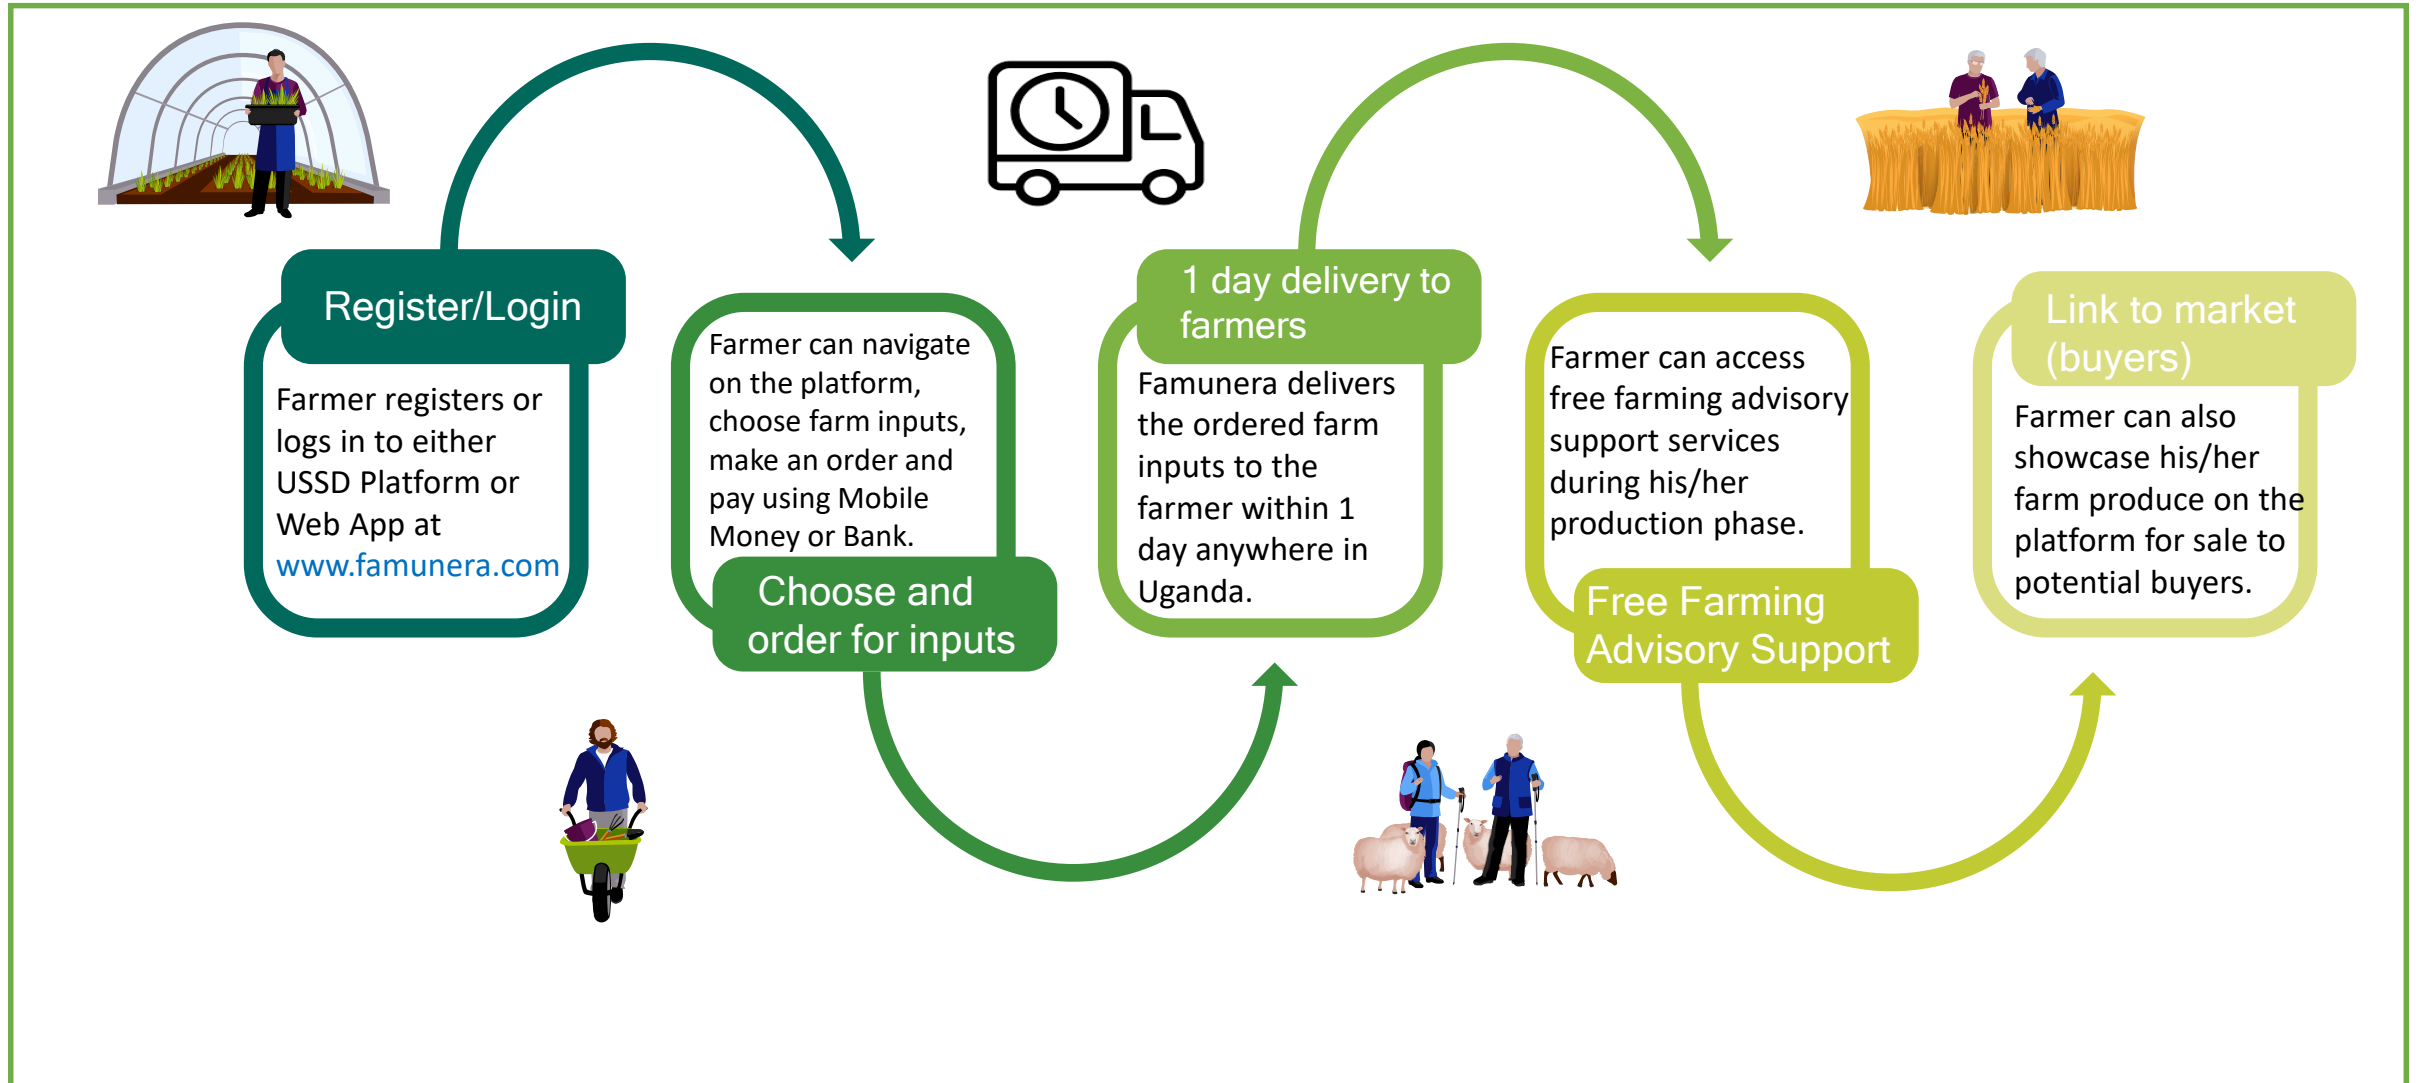 Register/Login
Farmer registers or
logs in to either
USSD Platform or
Web App at
www.famunera.com
Farmer can navigate
on the platform,
choose farm inputs,
make an order and
pay using Mobile
Money or Bank.
Choose and
order for inputs
1 day delivery to
farmers
Famunera delivers
the ordered farm
inputs to the
farmer within 1
day anywhere in
Uganda.
Farmer can access
free farming advisory
support services
during his/her
production phase.
Free Farming
Advisory Support
Link to market
(buyers)
Farmer can also
showcase his/her
farm produce on the
platform for sale to
potential buyers.